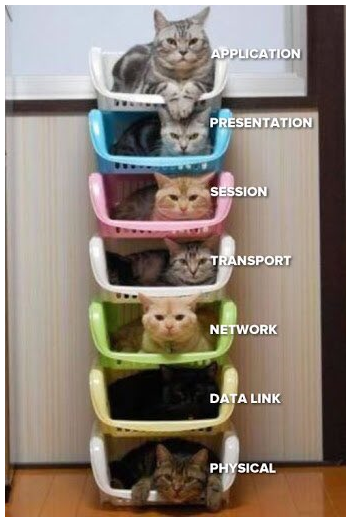 APPLICATION
PRESENTATION
SESSION
TRANSPORT
NETWORK
DATA LINK
PHYSICAL